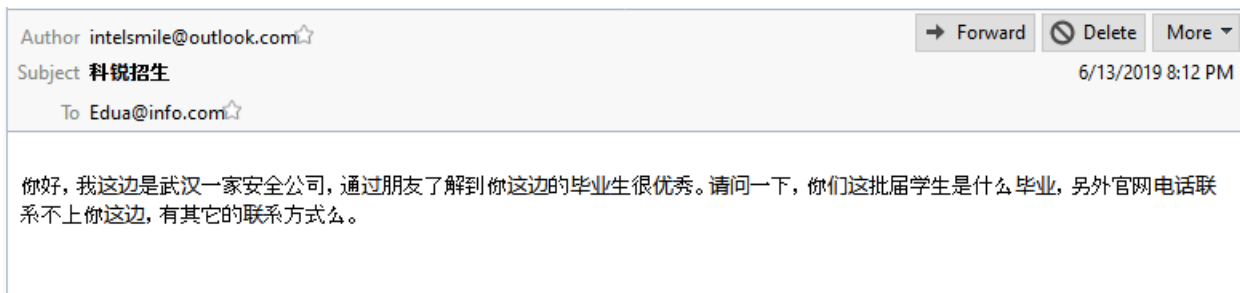 Author intelsmile@outlook.com
Forward Delete More
Subject 科锐招生
6/13/2019 8:12 PM
To Edua@info.com
你好，我这边是武汉一家安全公司，通过朋友了解到你这边的毕业生很优秀。请问一下，你们这批届学生是什么毕业，另外官网电话联
系不上你这边，有其它的联系方式么。